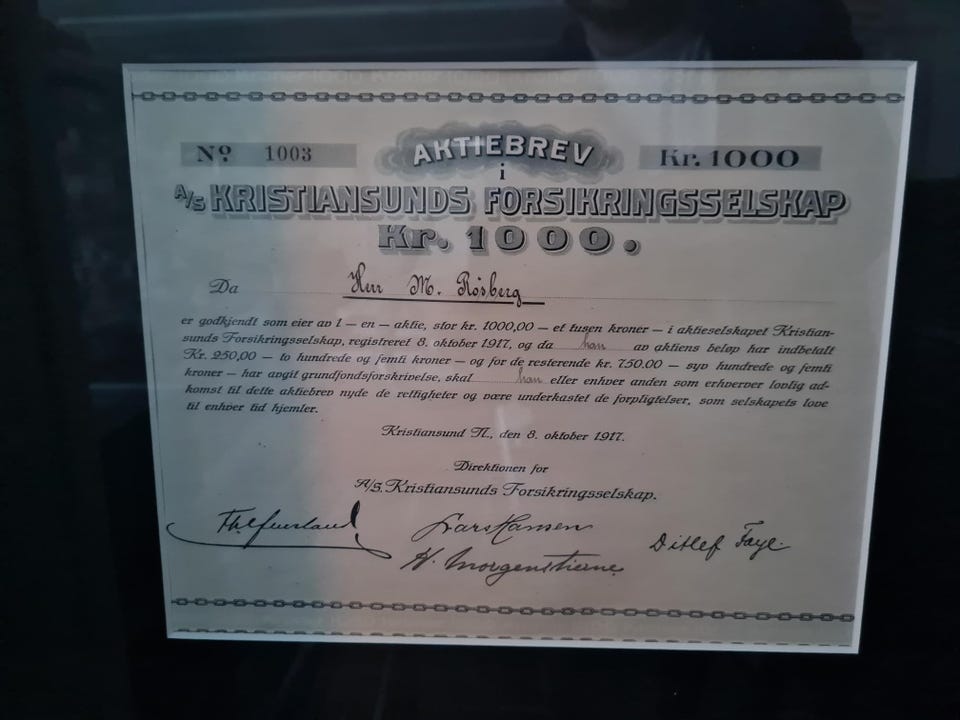 No 1003
AKTIEBREV
Kr. 1000
i
A/S KRISTIANSUNDS FORSIKRINGSSELSKAP
Kr. 1000.
Da Herr M. Rösberg
er godkjendt som eier av 1 — en — aktie, stor kr. 1000,00 — et tusen kroner — i aktieselskapet Kristian-
sunds Forsikringsselskap, registreret 8. oktober 1917, og da han av aktiens beløp har indbetalt
Kr. 250,00 — to hundrede og femti kroner — og for de resterende kr. 750.00 — syv hundrede og femti
kroner — har avgit grundfondsforskrivelse, skal han eller enhver anden som erhverver lovlig ad-
komst til dette aktiebrev nyde de rettigheter og være underkastet de forpligtelser, som selskapets love
til enhver tid hjemler.
Kristiansund N., den 8. oktober 1917.
Direktionen for
A/S. Kristiansunds Forsikringsselskap.
Lars Hansen
Ditlef Faye.
H. Morgenstierne